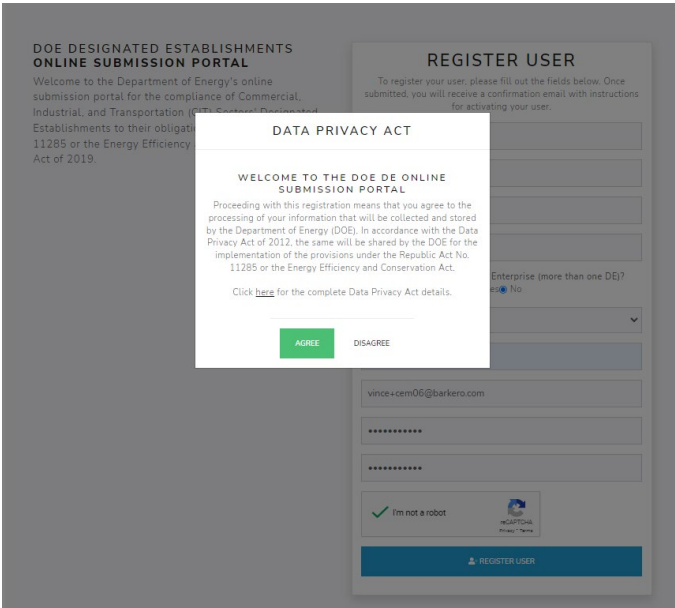 DOE DESIGNATED ESTABLISHMENTS
ONLINE SUBMISSION PORTAL
Welcome to the Department of Energy's online
submission portal for the compliance of Commercial,
Industrial, and Transportation (CIT) Sectors' Designated
Establishments to their obligati
11285 or the Energy Efficiency
Act of 2019.
REGISTER USER
To register your user, please fill out the fields below. Once
submitted, you will receive a confirmation email with instructions
for activating your user.
DATA PRIVACY ACT
WELCOME TO THE DOE DE ONLINE
SUBMISSION PORTAL
Proceeding with this registration means that you agree to the
processing of your information that will be collected and stored
by the Department of Energy (DOE). In accordance with the Data
Privacy Act of 2012, the same will be shared by the DOE for the
implementation of the provisions under the Republic Act No.
11285 or the Energy Efficiency and Conservation Act.
Click here for the complete Data Privacy Act details.
AGREE
DISAGREE
Enterprise (more than one DE)?
es No
vince+cem06@barkero.com
•••••••••••
•••••••••••
I'm not a robot
reCAPTCHA
Privacy - Terms
REGISTER USER